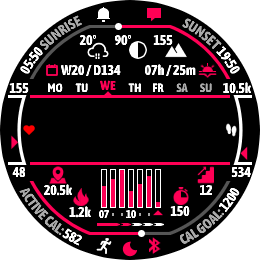 05:50 SUNRISE
SUNSET 19:50
20° 90° 155
W20 / D134 07h / 25m
155 MO TU WE TH FR SA SU 10.5k
48 534
20.5k 12
1.2k 07 10 150
ACTIVE CAL: 582
CAL GOAL: 1200